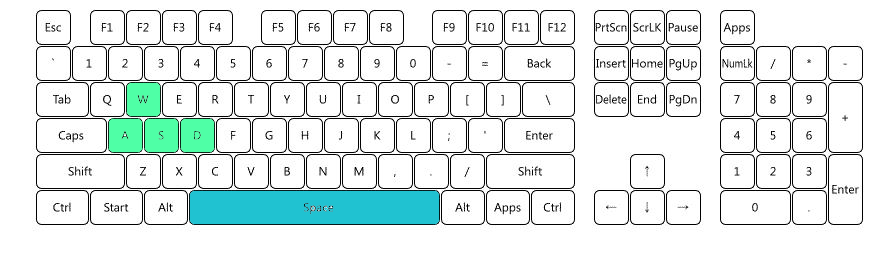 Esc F1 F2 F3 F4 F5 F6 F7 F8 F9 F10 F11 F12 PrtScn ScrLK Pause Apps
` 1 2 3 4 5 6 7 8 9 0 - = Back Insert Home PgUp NumLk / * -
Tab Q W E R T Y U I O P [ ] \ Delete End PgDn 7 8 9 +
Caps A S D F G H J K L ; ' Enter 4 5 6
Shift Z X C V B N M , . / Shift ↑ 1 2 3 Enter
Ctrl Start Alt Space Alt Apps Ctrl ← ↓ → 0 .